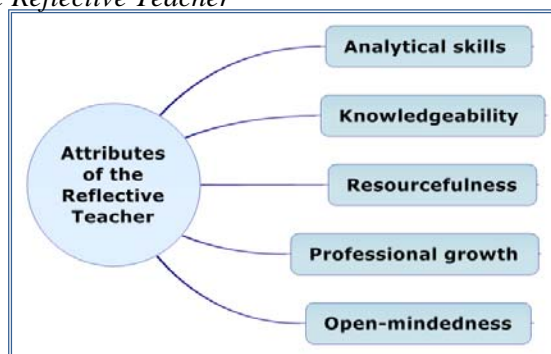 Reflective Teacher
Analytical skills
Knowledgeability
Attributes
of the
Reflective
Teacher
Resourcefulness
Professional growth
Open-mindedness